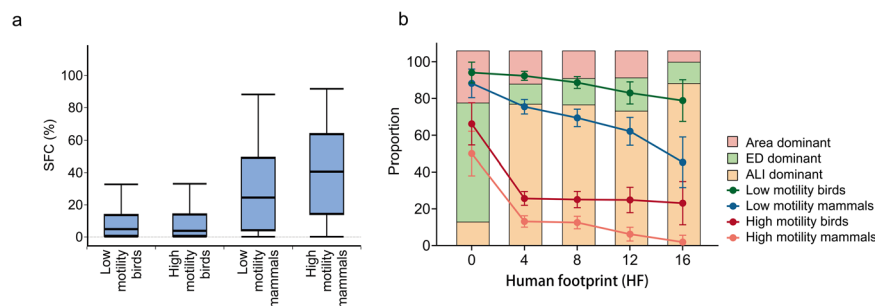 a
SFC (%)
100
80
60
40
20
0
Low
motility
birds
High
motility
birds
Low
motility
mammals
High
motility
mammals
b
Proportion
100
80
60
40
20
0
0 4 8 12 16
Human footprint (HF)
Area dominant
ED dominant
ALI dominant
Low motility birds
Low motility mammals
High motility birds
High motility mammals